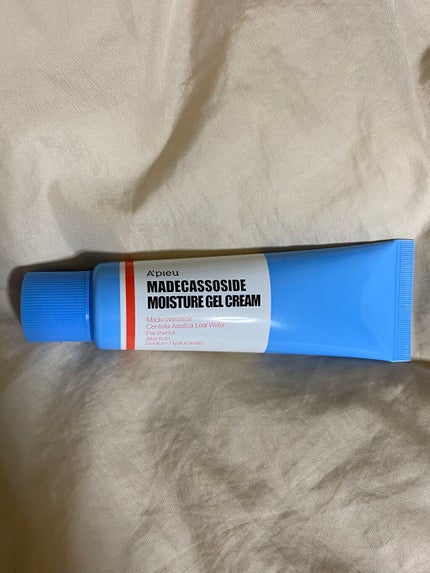 A'pieu
MADECASSOSIDE
MOISTURE GEL CREAM
Madecassoside
Centella Asiatica Leaf Water
Panthenol
Allantoin
Sodium Hyaluronate